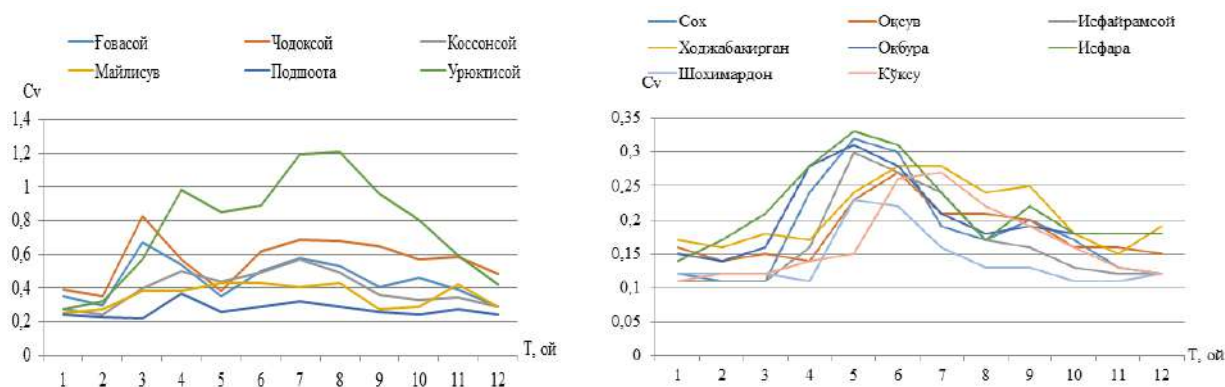 Ғовасой Чодоқсой Коссонсой
Майлисув Подшоота Урюктисой
Cv
1,4
1,2
1
0,8
0,6
0,4
0,2
0
1 2 3 4 5 6 7 8 9 10 11 12
Т, ой
Сох Оқсув Исфайрамсой
Ходжабакирган Оқбура Исфара
Шохимардон Кўксу
Cv
0,35
0,3
0,25
0,2
0,15
0,1
0,05
0
1 2 3 4 5 6 7 8 9 10 11 12
Т, ой